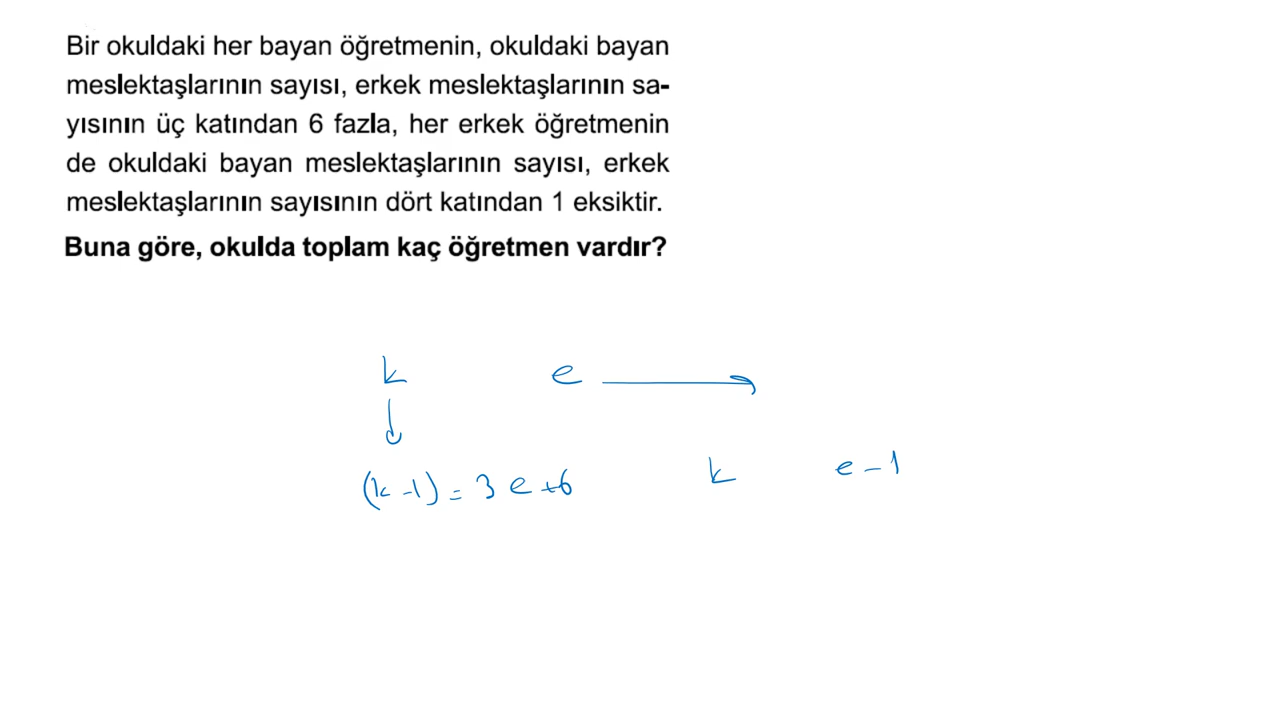 Bir okuldaki her bayan öğretmenin, okuldaki bayan
meslektaşlarının sayısı, erkek meslektaşlarının sa-
yısının üç katından 6 fazla, her erkek öğretmenin
de okuldaki bayan meslektaşlarının sayısı, erkek
meslektaşlarının sayısının dört katından 1 eksiktir.
Buna göre, okulda toplam kaç öğretmen vardır?
k e
(k-1) = 3e+6 k e-1